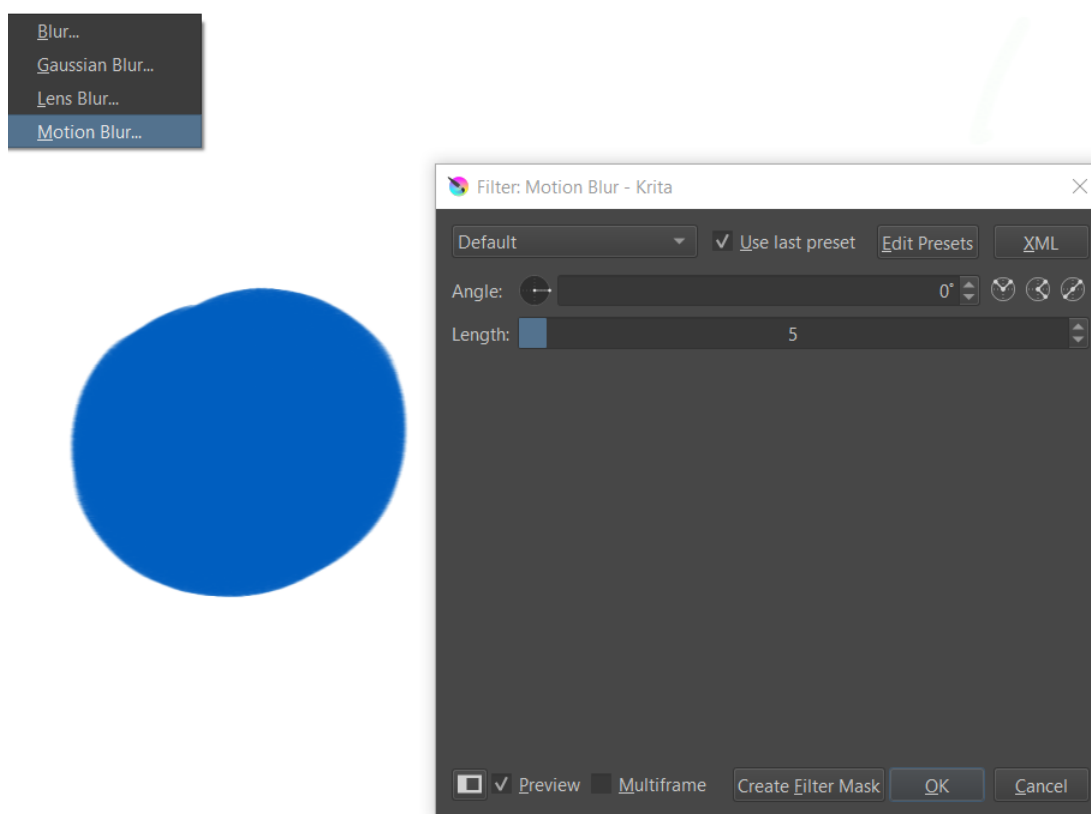 Blur...
Gaussian Blur...
Lens Blur...
Motion Blur...
Filter: Motion Blur - Krita
Default Use last preset Edit Presets XML
Angle: 0°
Length: 5
Preview Multiframe Create Filter Mask OK Cancel